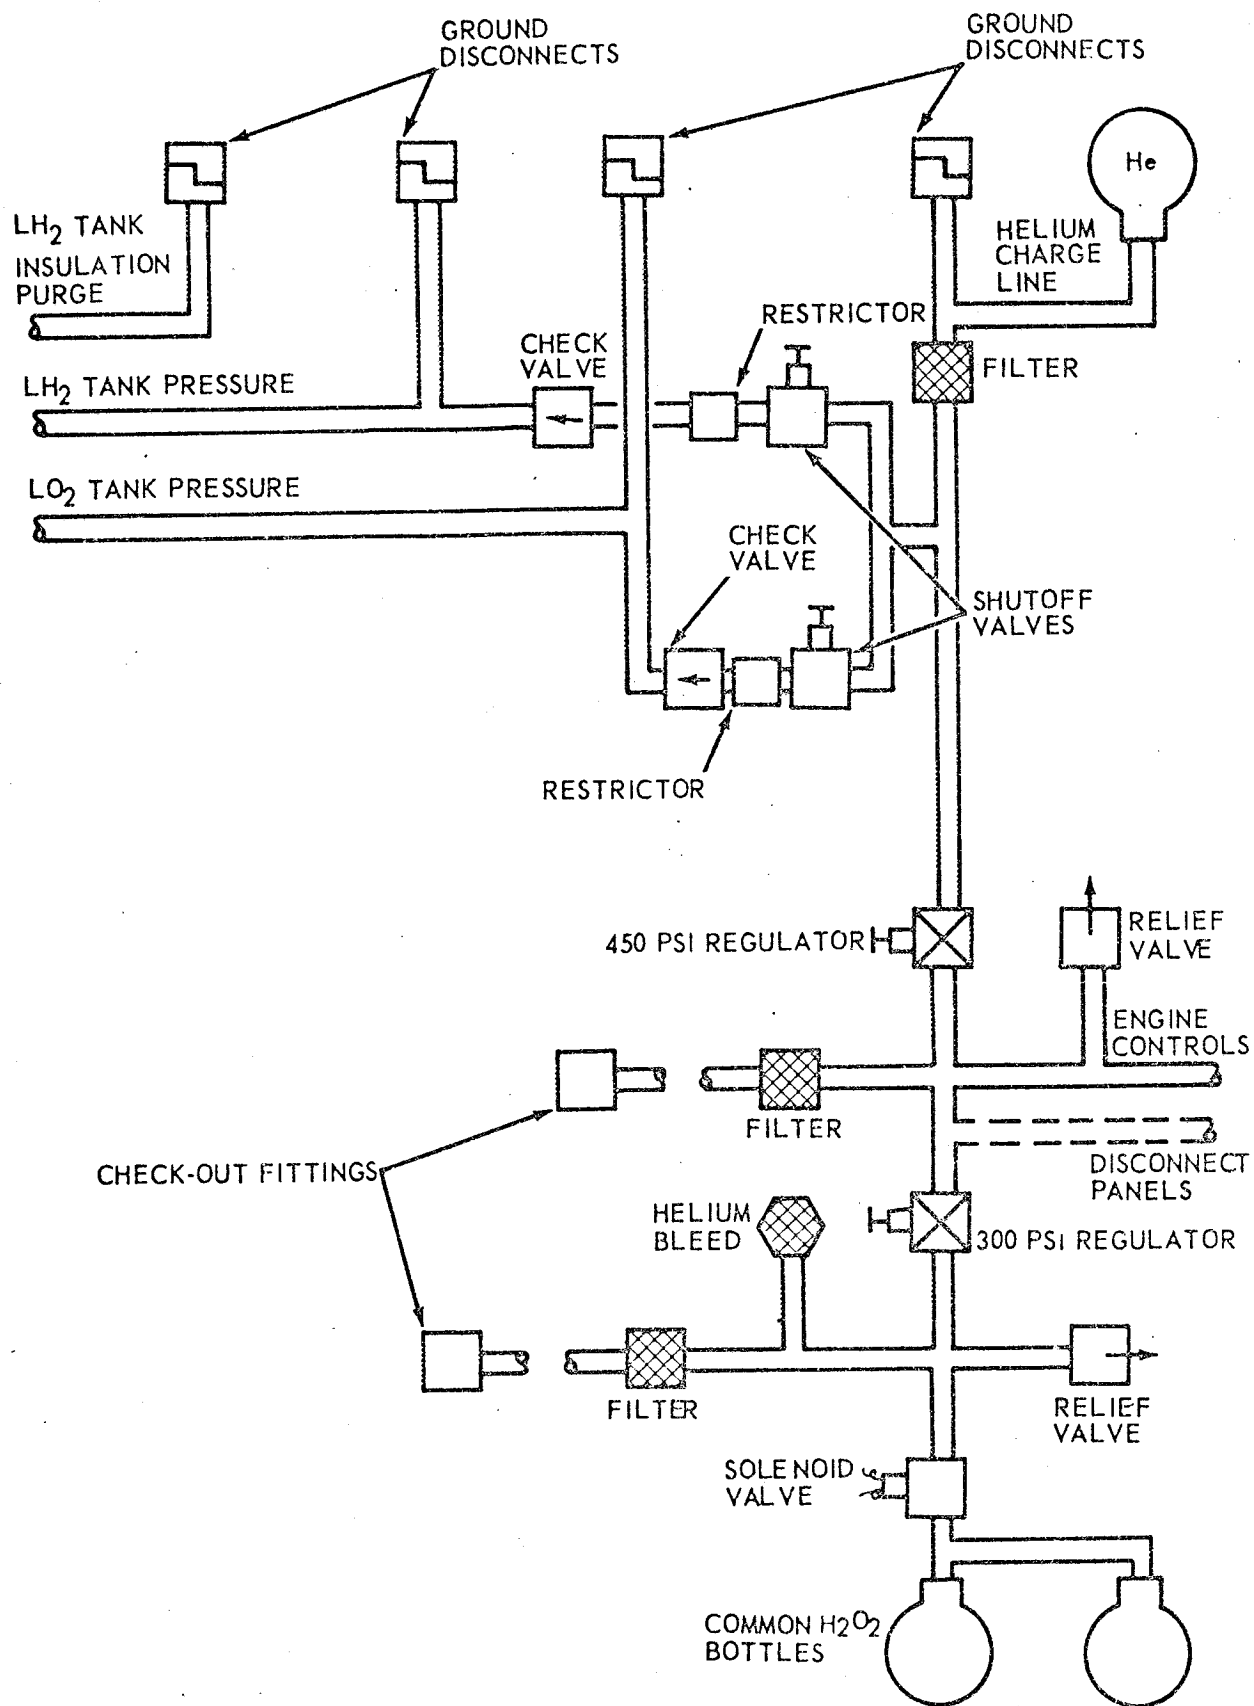 GROUND
DISCONNECTS
GROUND
DISCONNECTS
He
LH2 TANK
INSULATION
PURGE
HELIUM
CHARGE
LINE
RESTRICTOR
CHECK
VALVE
FILTER
LH2 TANK PRESSURE
LO2 TANK PRESSURE
CHECK
VALVE
SHUTOFF
VALVES
RESTRICTOR
450 PSI REGULATOR
RELIEF
VALVE
ENGINE
CONTROLS
FILTER
CHECK-OUT FITTINGS
DISCONNECT
PANELS
HELIUM
BLEED
300 PSI REGULATOR
FILTER
RELIEF
VALVE
SOLENOID
VALVE
COMMON H2O2
BOTTLES